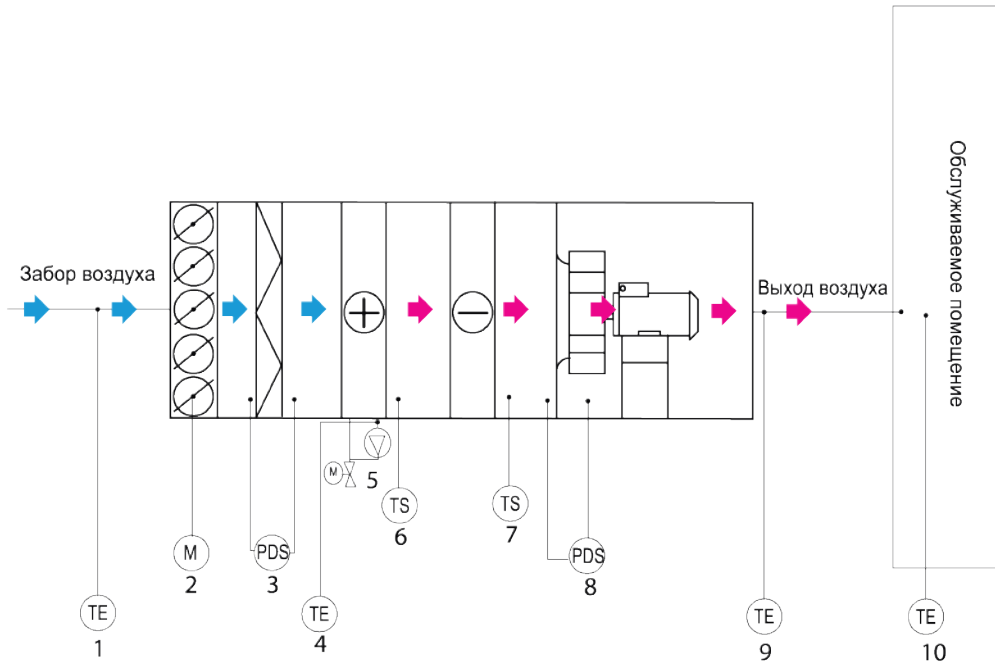 Забор воздуха
Выход воздуха
Обслуживаемое помещение
M
5
TS
6
TS
7
M
2
PDS
3
PDS
8
TE
1
TE
4
TE
9
TE
10